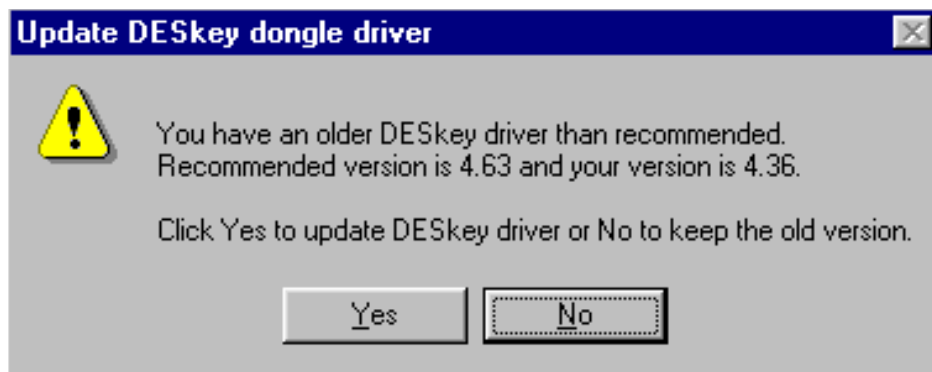 Update DESkey dongle driver
You have an older DESkey driver than recommended.
Recommended version is 4.63 and your version is 4.36.
Click Yes to update DESkey driver or No to keep the old version.
Yes
No